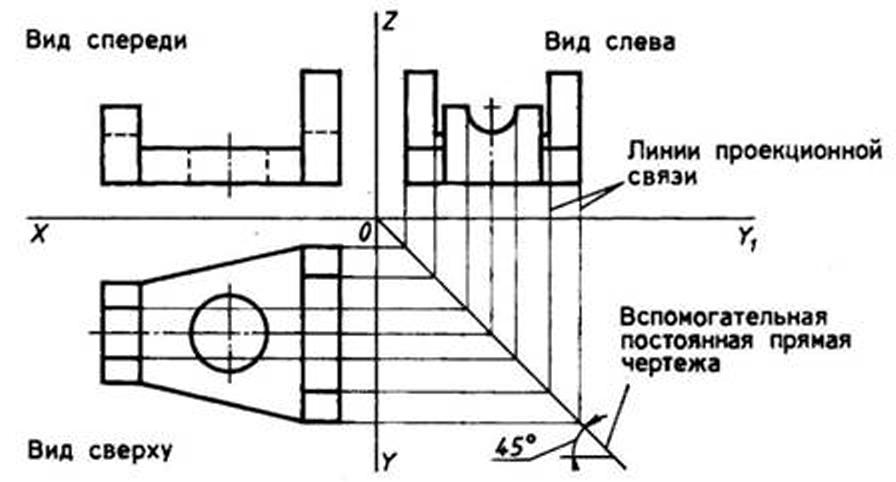 Z
Вид спереди
Вид слева
Линии проекционной
связи
X
0
Y₁
Вспомогательная
постоянная прямая
чертежа
Вид сверху
Y
45°